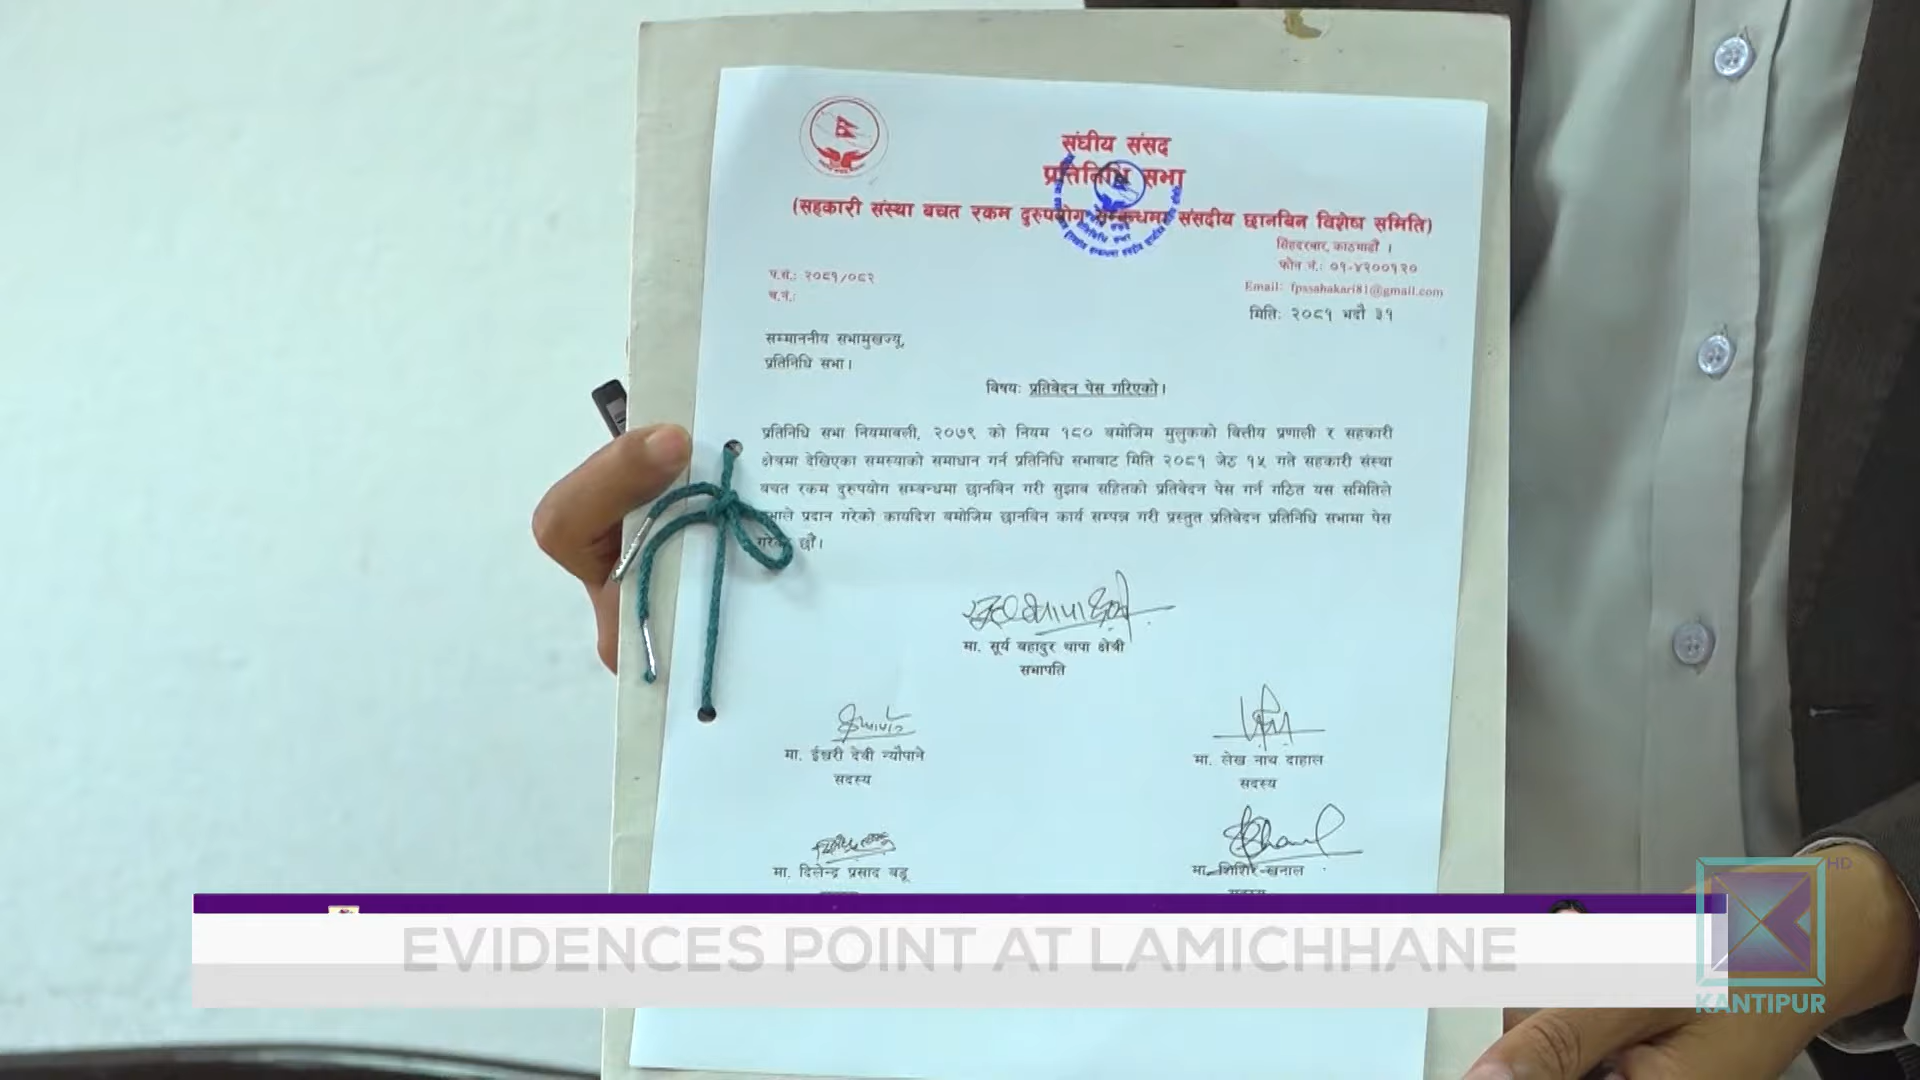 संघीय संसद
प्रतिनिधि सभा
(सहकारी संस्था बचत रकम दुरुपयोग सम्बन्धमा संसदीय छानबिन विशेष समिति)
सिंहदरबार, काठमाडौं ।
फोन नं.: ०१-४२००१२०
Email: fpssahakari81@gmail.com
प.सं.: २०८१/०८२
च.नं.:
मिति: २०८१ भदौ ३१
सम्माननीय सभामुखज्यू,
प्रतिनिधि सभा।
विषय: प्रतिवेदन पेस गरिएको।
प्रतिनिधि सभा नियमावली, २०७९ को नियम १८० बमोजिम मुलुकको वित्तीय प्रणाली र सहकारी
क्षेत्रमा देखिएका समस्याको समाधान गर्न प्रतिनिधि सभाबाट मिति २०८१ जेठ १५ गते सहकारी संस्था
बचत रकम दुरुपयोग सम्बन्धमा छानबिन गरी सुझाब सहितको प्रतिवेदन पेस गर्न गठित यस समितिले
सभाले प्रदान गरेको कार्यादेश बमोजिम छानबिन कार्य सम्पन्न गरी प्रस्तुत प्रतिवेदन प्रतिनिधि सभामा पेस
गरेका छौं।
मा. सूर्य बहादुर थापा क्षेत्री
सभापति
मा. ईश्वरी देवी न्यौपाने
सदस्य
मा. लेख नाथ दाहाल
सदस्य
मा. दिलेन्द्र प्रसाद बडू
मा. शिशिर खनाल
सदस्य
EVIDENCES POINT AT LAMICHHANE
HD
KANTIPUR